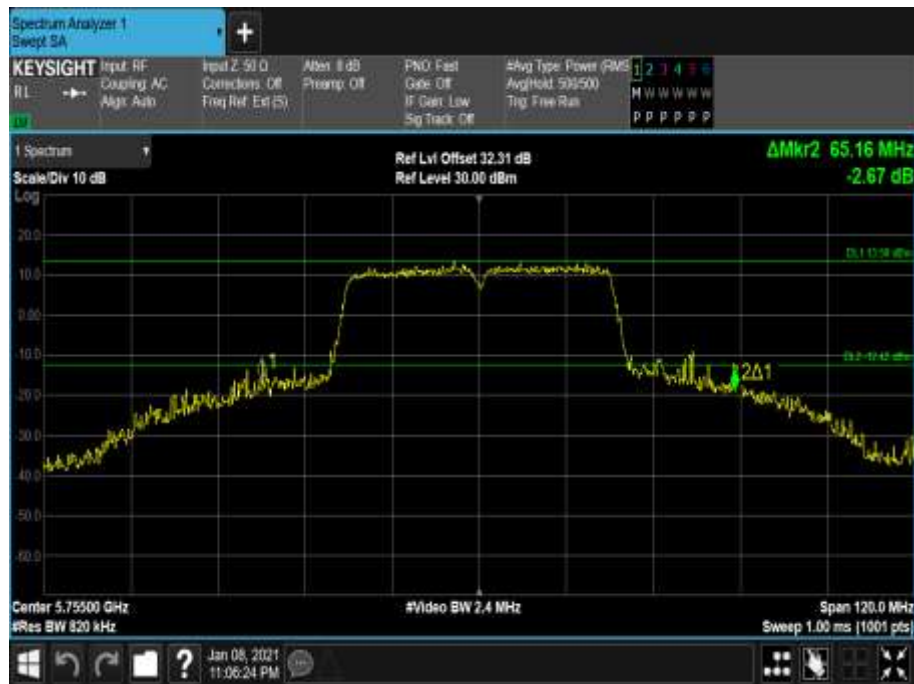 Spectrum Analyzer 1
Swept SA
+
KEYSIGHT
RL
Input: RF
Coupling: AC
Align: Auto
Input Z: 50 Ω
Corrections: Off
Freq Ref: Ext (S)
Atten: 8 dB
Preamp: Off
PNO: Fast
Gate: Off
IF Gain: Low
Sig Track: Off
#Avg Type: Power (RMS
Avg|Hold: 500/500
Trig: Free Run
1 2 3 4 5 6
M W W W W W
P P P P P P
1 Spectrum
Scale/Div 10 dB
Log
Ref Lvl Offset 32.31 dB
Ref Level 30.00 dBm
ΔMkr2 65.16 MHz
-2.67 dB
20.0
10.0
0.00
-10.0
-20.0
-30.0
-40.0
-50.0
-60.0
1
2Δ1
Center 5.75500 GHz
#Res BW 820 kHz
#Video BW 2.4 MHz
Span 120.0 MHz
Sweep 1.00 ms (1001 pts)
?
Jan 08, 2021
11:06:24 PM